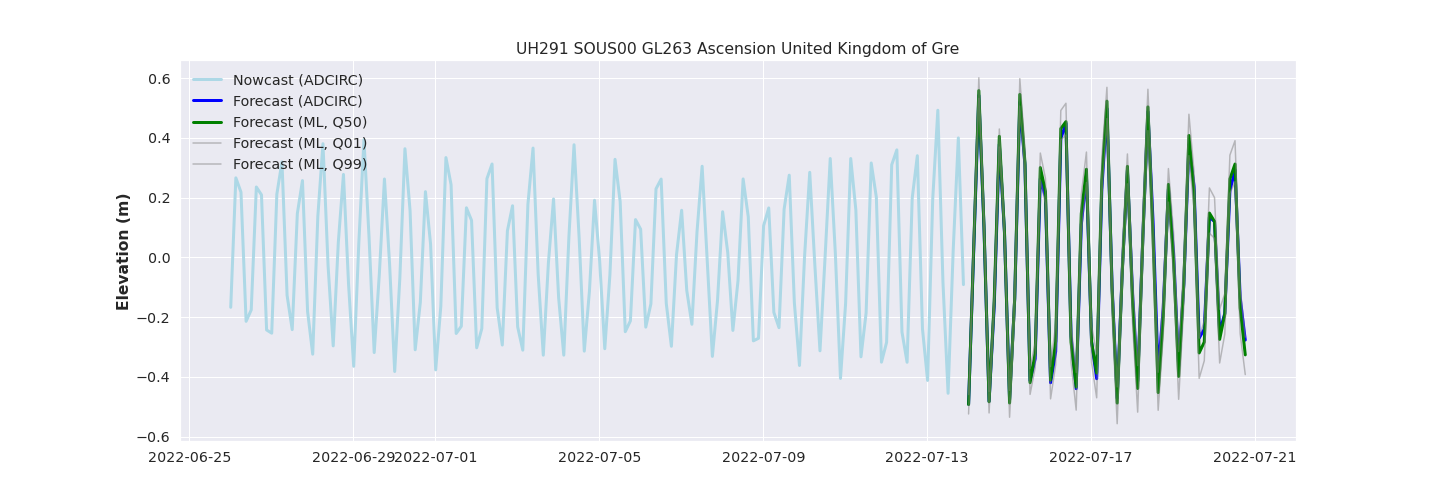 UH291 SOUS00 GL263 Ascension United Kingdom of Gre
Nowcast (ADCIRC)
Forecast (ADCIRC)
Forecast (ML, Q50)
Forecast (ML, Q01)
Forecast (ML, Q99)
Elevation (m)
0.6
0.4
0.2
0.0
−0.2
−0.4
−0.6
2022-06-25
2022-06-29
2022-07-01
2022-07-05
2022-07-09
2022-07-13
2022-07-17
2022-07-21